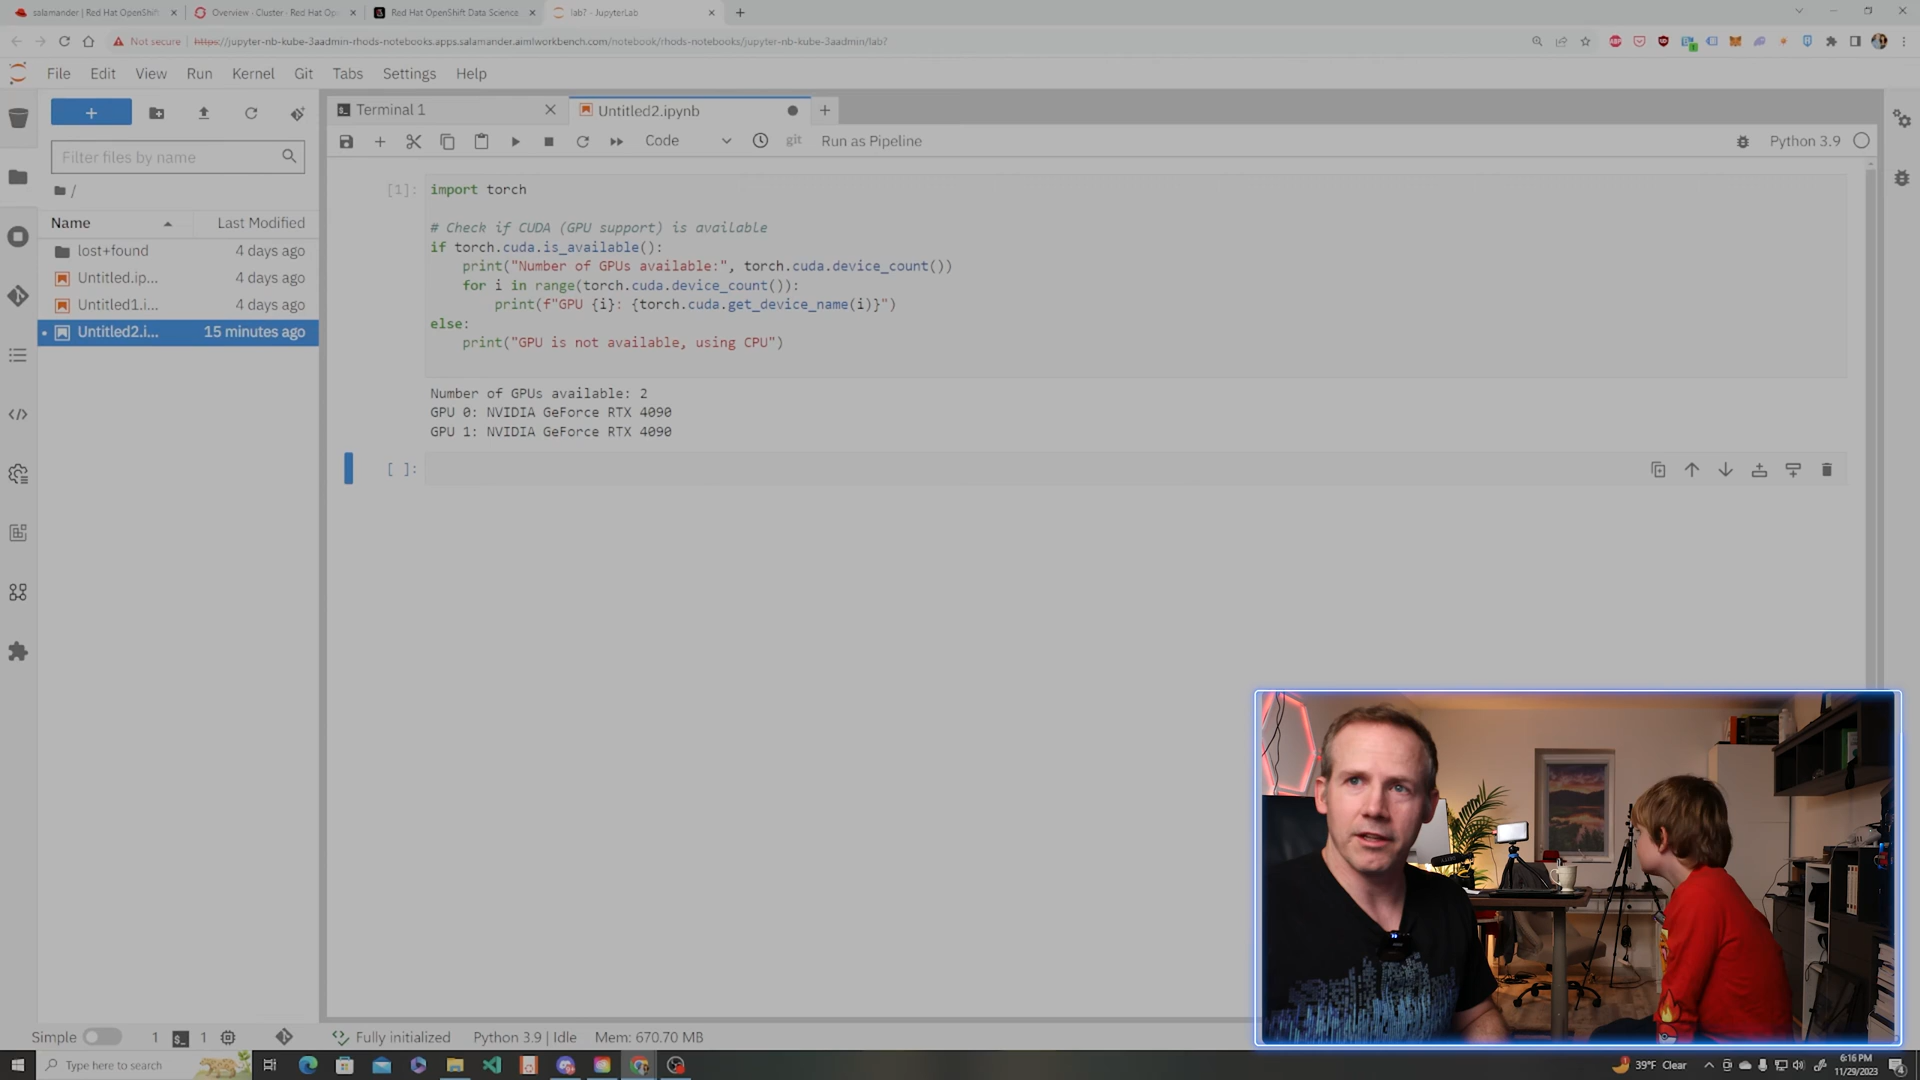 salamander | Red Hat OpenShift
Overview · Cluster · Red Hat Op
Red Hat OpenShift Data Science
lab? - JupyterLab
Not secure
https://jupyter-nb-kube-3aadmin-rhods-notebooks.apps.salamander.aimlworkbench.com/notebook/rhods-notebooks/jupyter-nb-kube-3aadmin/lab?
File Edit View Run Kernel Git Tabs Settings Help
Terminal 1
Untitled2.ipynb
Filter files by name
Code
git
Run as Pipeline
Python 3.9
/
Name
Last Modified
lost+found 4 days ago
Untitled.ip... 4 days ago
Untitled1.i... 4 days ago
Untitled2.i... 15 minutes ago
[1]: import torch
# Check if CUDA (GPU support) is available
if torch.cuda.is_available():
print("Number of GPUs available:", torch.cuda.device_count())
for i in range(torch.cuda.device_count()):
print(f"GPU {i}: {torch.cuda.get_device_name(i)}")
else:
print("GPU is not available, using CPU")
Number of GPUs available: 2
GPU 0: NVIDIA GeForce RTX 4090
GPU 1: NVIDIA GeForce RTX 4090
[ ]:
Simple
1
1
Fully initialized
Python 3.9 | Idle
Mem: 670.70 MB
Type here to search
39°F Clear
6:16 PM
11/29/2023